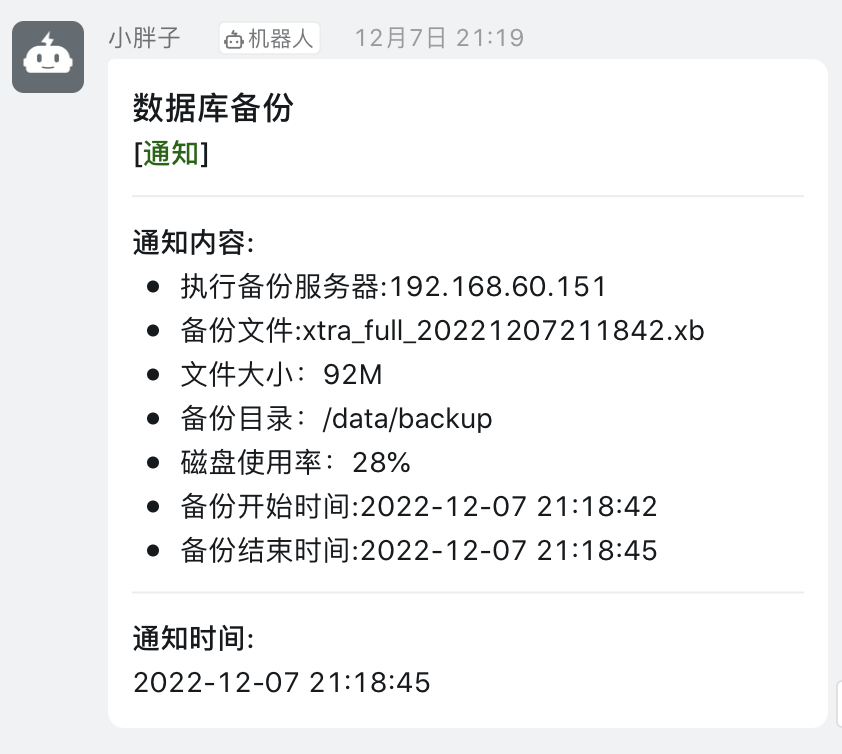 小胖子 机器人 12月7日 21:19
数据库备份
[通知]
通知内容:
执行备份服务器:192.168.60.151
备份文件:xtra_full_20221207211842.xb
文件大小：92M
备份目录：/data/backup
磁盘使用率：28%
备份开始时间:2022-12-07 21:18:42
备份结束时间:2022-12-07 21:18:45
通知时间:
2022-12-07 21:18:45